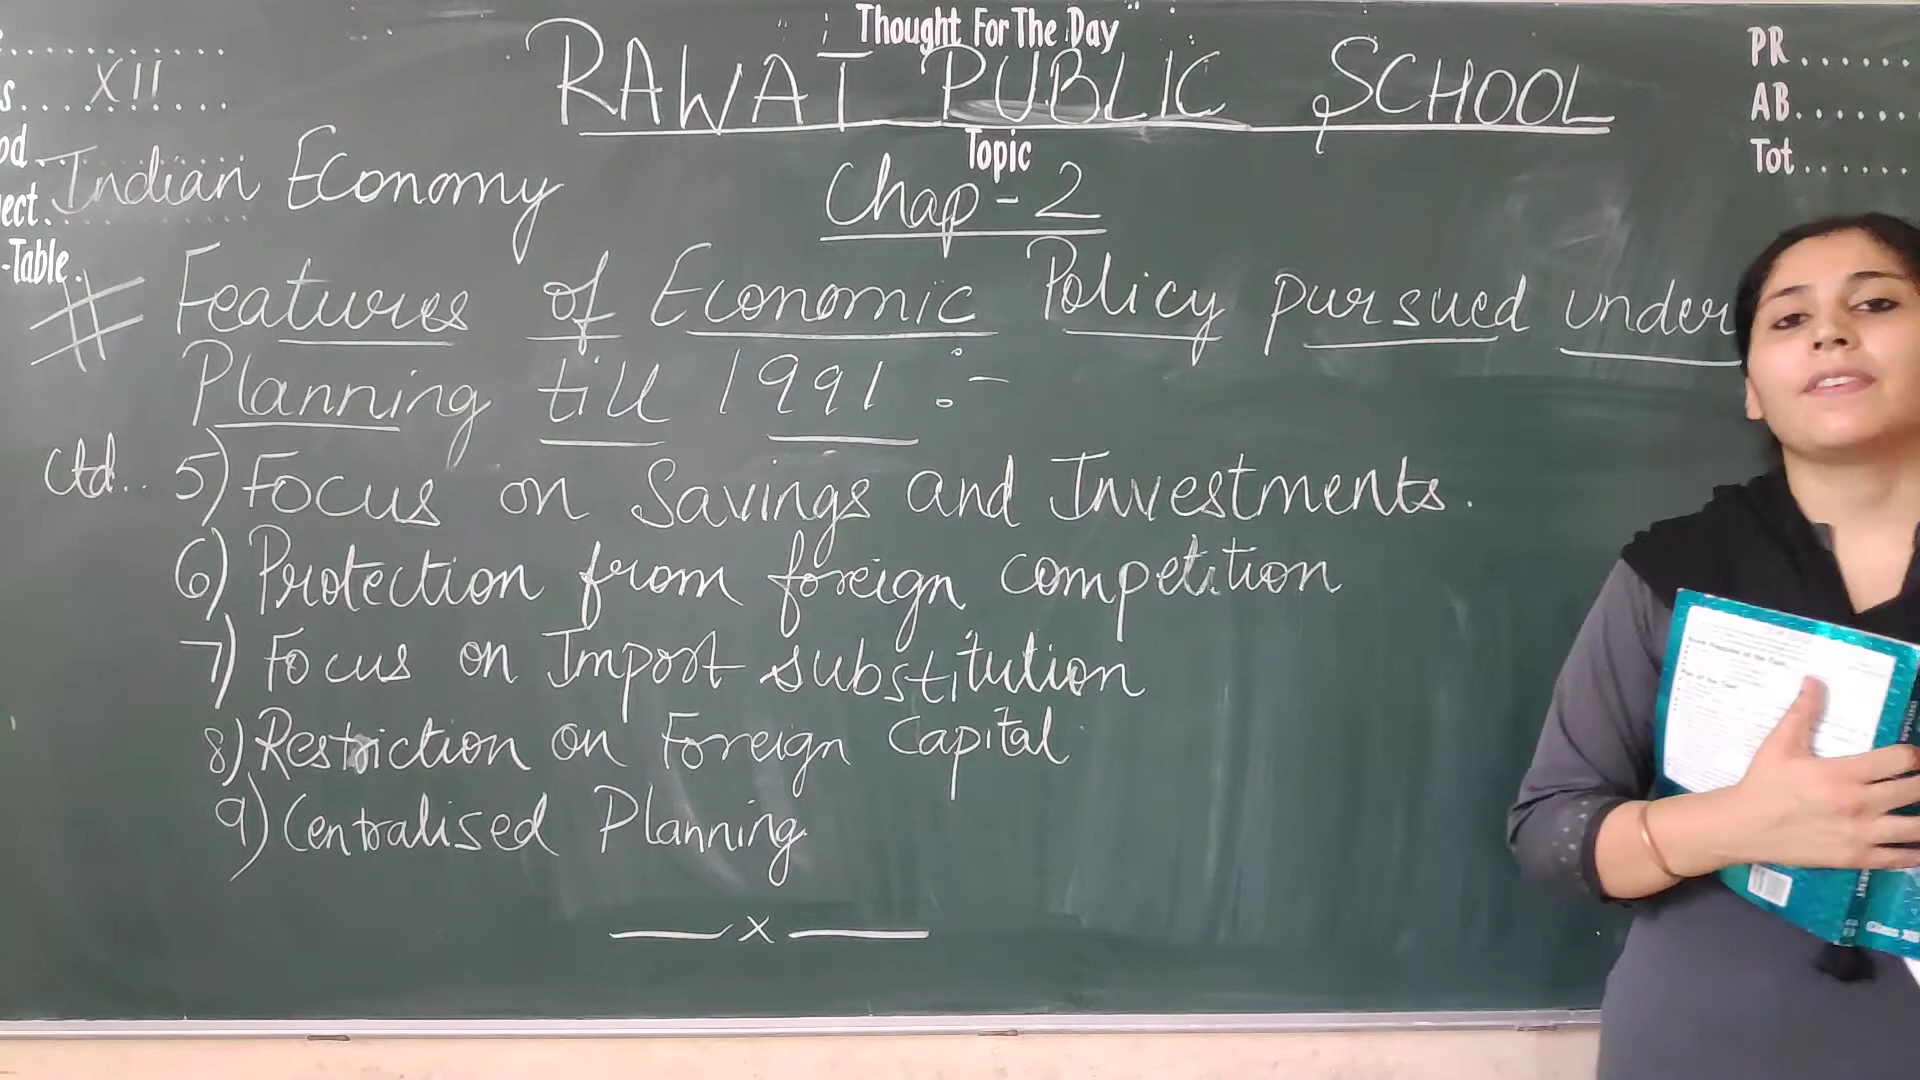 "Thought For The Day"
RAWAT PUBLIC SCHOOL
XII
PR......
AB......
Tot......
Topic
Indian Economy
Chap-2
-Table.
# Features of Economic Policy pursued under
Planning till 1991 :-
Ctd.. 5) Focus on Savings and Investments.
6) Protection from foreign competition
7) Focus on Import substitution
8) Restriction on Foreign Capital
9) Centralised Planning
—— x ——
Class XII